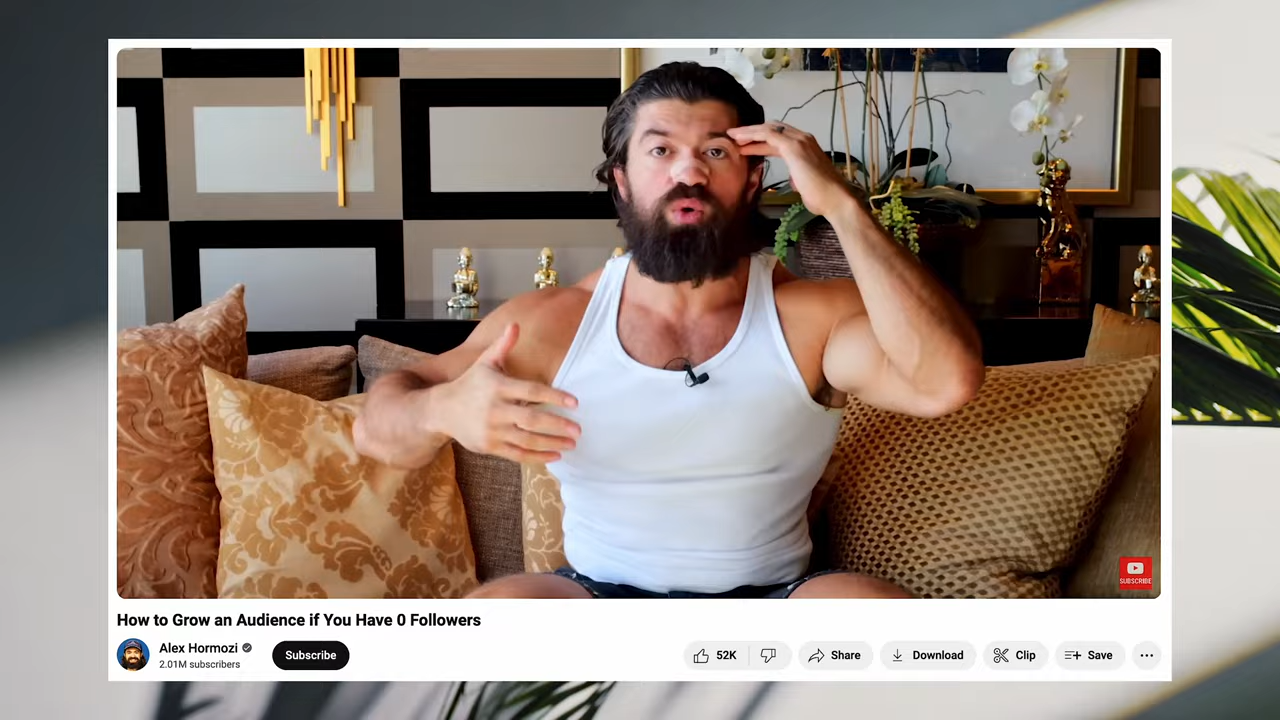 SUBSCRIBE
How to Grow an Audience if You Have 0 Followers
Alex Hormozi
2.01M subscribers
Subscribe
52K
Share
Download
Clip
Save